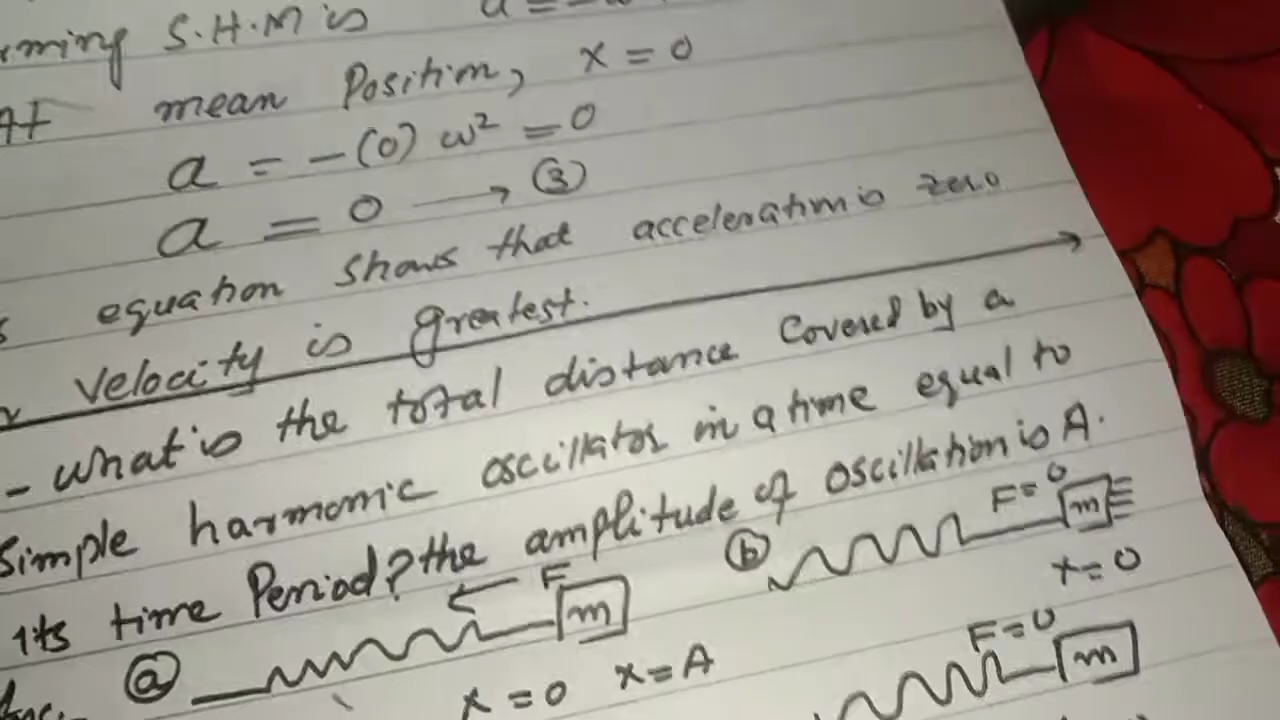 rming S.H.M is a = -
At mean Position, x = 0
a = -(0) ω² = 0
a = 0 → (3)
equation shows that acceleration is zero
velocity is greatest.
- what is the total distance covered by a
Simple harmonic oscillator in a time equal to
its time Period? the amplitude of oscillation is A.
(a) F m
x = 0 x = A
(b) F = 0 m
x = 0
F = 0 m